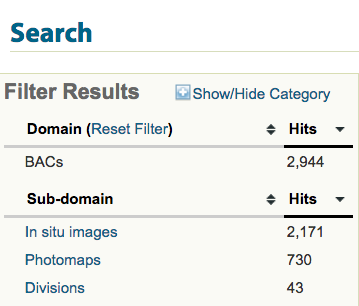 Search
Filter Results Show/Hide Category
Domain (Reset Filter) Hits
BACs 2,944
Sub-domain Hits
In situ images 2,171
Photomaps 730
Divisions 43